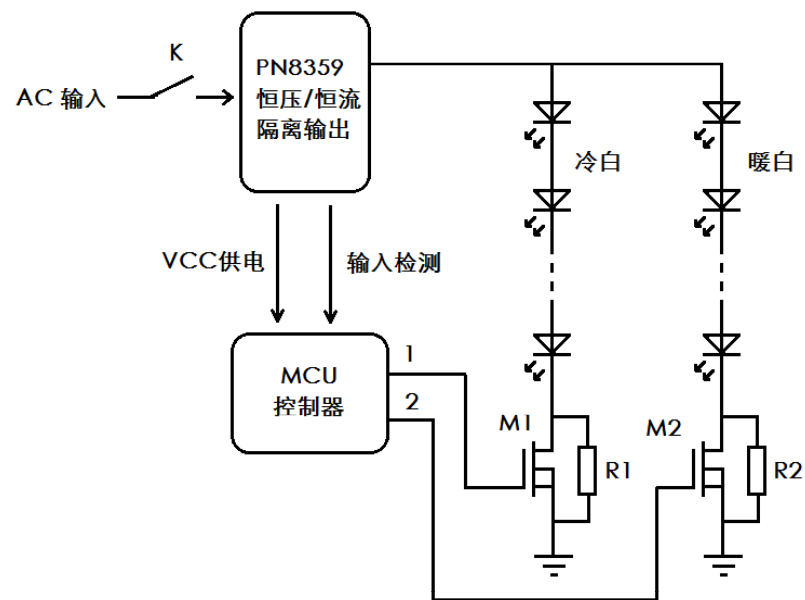 K
AC 输入
PN8359
恒压/恒流
隔离输出
冷白
暖白
VCC供电
输入检测
MCU
控制器
1
2
M1
R1
M2
R2